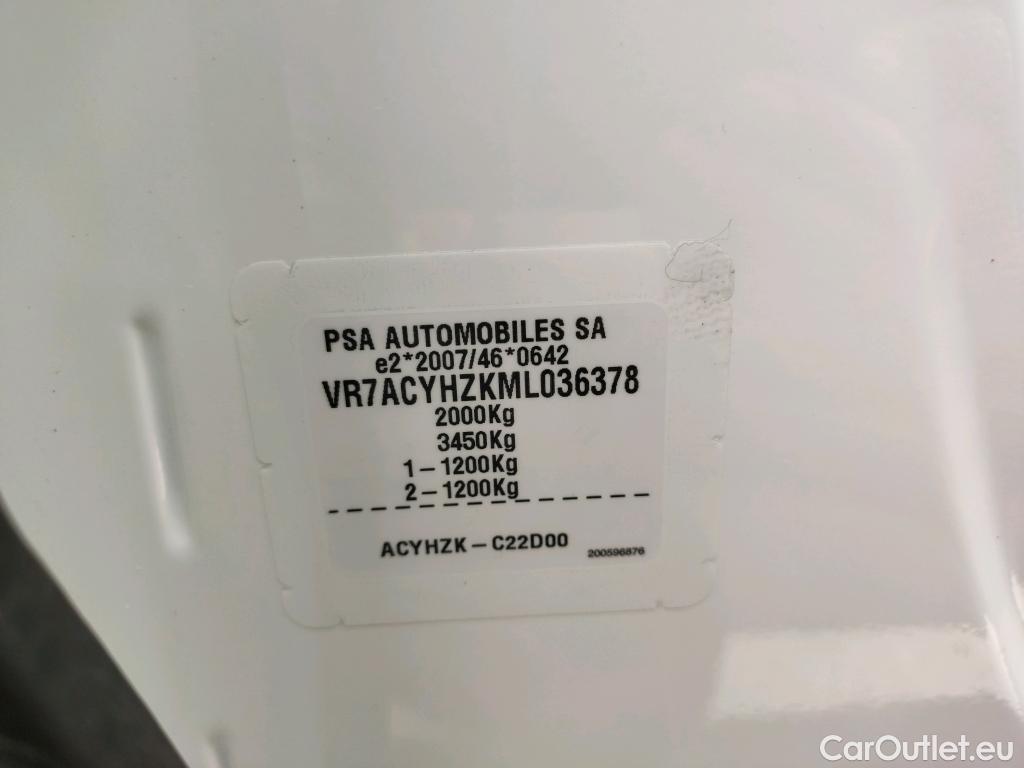 PSA AUTOMOBILES SA
e2*2007/46*0642
VR7ACYHZKML036378
2000Kg
3450Kg
1-1200Kg
2-1200Kg
ACYHZK-C22D00
200596876
CarOutlet.eu